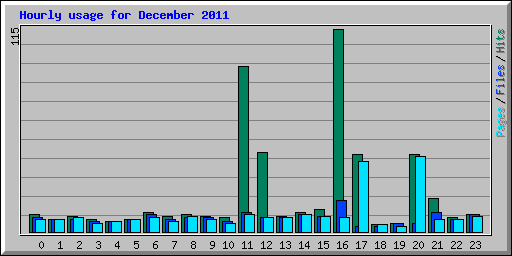 Hourly usage for December 2011
115
Pages / Files / Hits
0 1 2 3 4 5 6 7 8 9 10 11 12 13 14 15 16 17 18 19 20 21 22 23